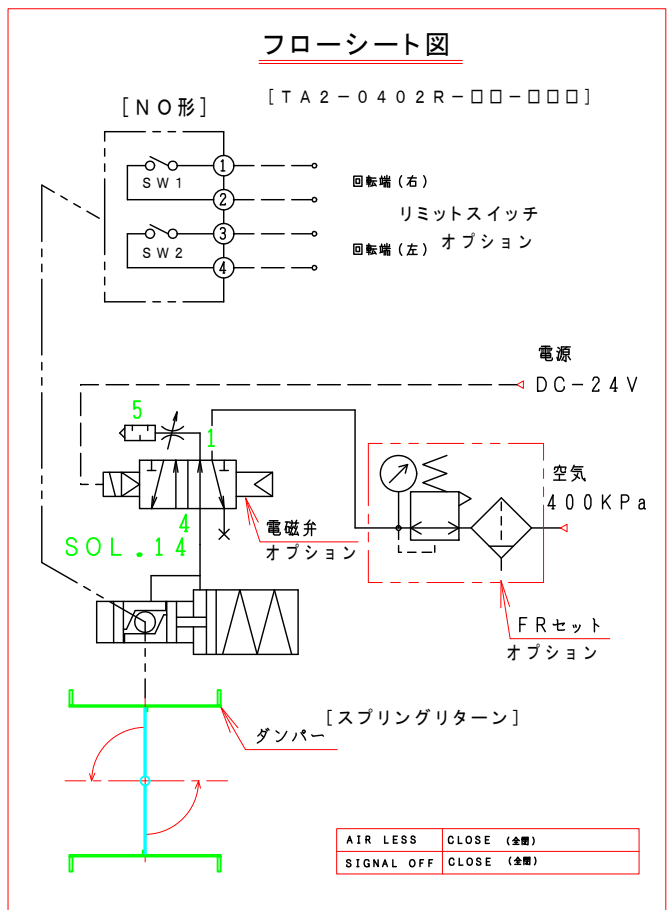 フローシート図
[TA2-0402R-□□-□□□]
[NO形]
1
SW1
2
回転端(右)
リミットスイッチ
オプション
3
SW2
4
回転端(左)
電源
DC-24V
5
1
空気
400KPa
4
SOL.14
電磁弁
オプション
FRセット
オプション
[スプリングリターン]
ダンパー
AIR LESS CLOSE (全閉)
SIGNAL OFF CLOSE (全閉)